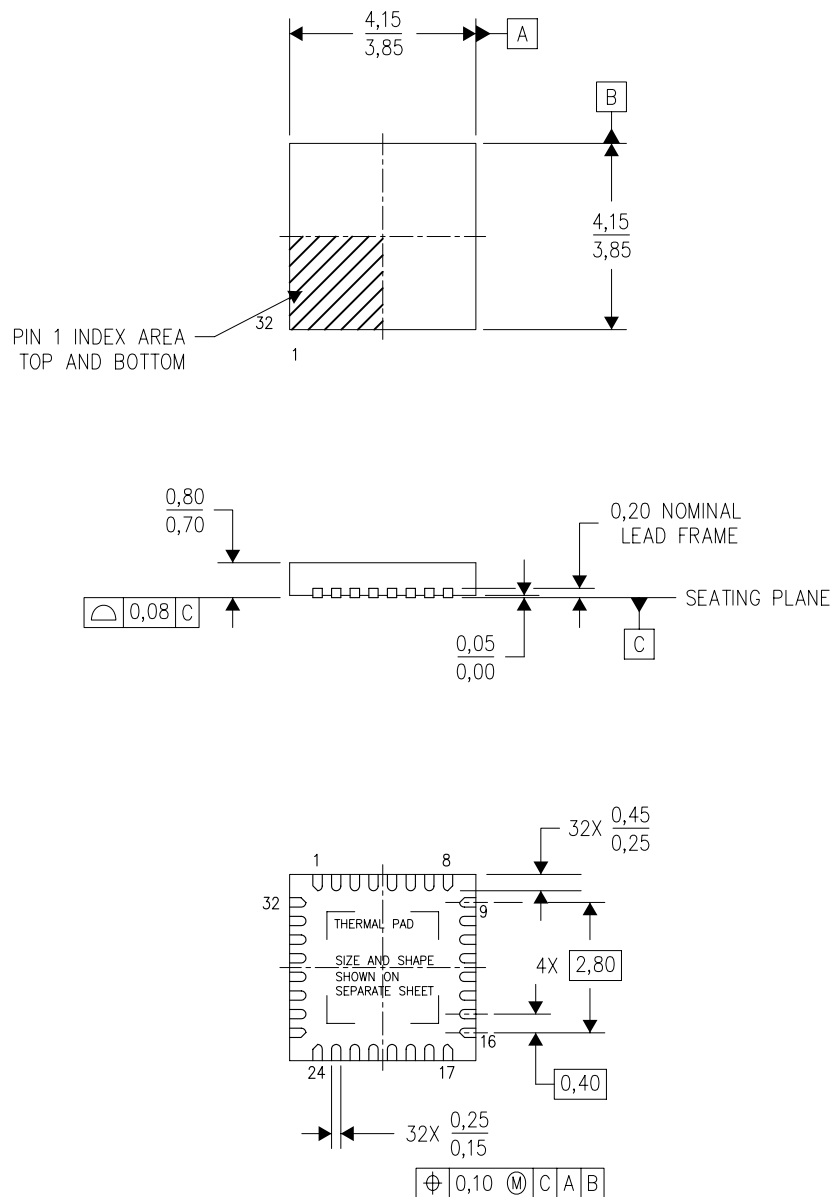 4,15
3,85
A
B
4,15
3,85
PIN 1 INDEX AREA
TOP AND BOTTOM
32
1
0,80
0,70
0,20 NOMINAL
LEAD FRAME
SEATING PLANE
0,08 C
0,05
0,00
C
32X 0,45
0,25
1 8
32 9
THERMAL PAD
SIZE AND SHAPE
SHOWN ON
SEPARATE SHEET
4X 2,80
16
24 17
0,40
32X 0,25
0,15
⌖ 0,10 Ⓜ C A B